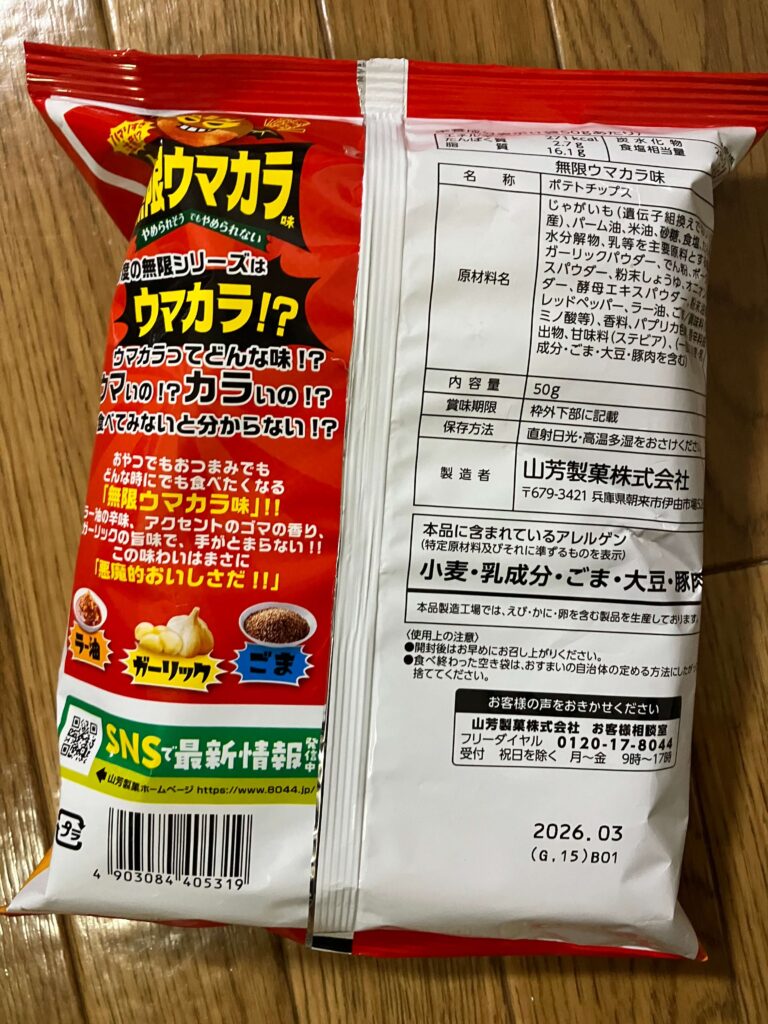 無限ウマカラ味
やめられそうでもやめられない
度の無限シリーズは
ウマカラ!?
ウマカラってどんな味!?
ウマいの!?カラいの!?
食べてみないと分からない!?
おやつでもおつまみでも
どんな時にでも食べたくなる
「無限ウマカラ味」!!
ラー油の辛味、アクセントのゴマの香り、
ガーリックの旨味で、手がとまらない!!
この味わいはまさに
「悪魔的おいしさだ!!」
ラー油
ガーリック
ごま
SNSで最新情報発信中
山芳製菓ホームページ https://www.8044.jp/
プラ
4 903084 405319
たんぱく質 2.7g
脂質 16.1g
炭水化物
食塩相当量
無限ウマカラ味
名称 ポテトチップス
原材料名
じゃがいも(遺伝子組換えで
産)、パーム油、米油、砂糖、食塩、
水分解物、乳等を主要原料とす
ガーリックパウダー、でん粉、ポー
スパウダー、粉末しょうゆ、オニオン
ダー、酵母エキスパウダー、
レッドペッパー、ラー油、ごま/調味料
ミノ酸等)、香料、パプリカ色
出物、甘味料(ステビア)、(一
成分・ごま・大豆・豚肉を含む)
内容量 50g
賞味期限 枠外下部に記載
保存方法 直射日光・高温多湿をおさけくださ
製造者 山芳製菓株式会社
〒679-3421 兵庫県朝来市伊由市場5
本品に含まれているアレルゲン
(特定原材料及びそれに準ずるものを表示)
小麦・乳成分・ごま・大豆・豚肉
本品製造工場では、えび・かに・卵を含む製品を生産しております
〈使用上の注意〉
●開封後はお早めにお召し上がりください。
●食べ終わった空き袋は、おすまいの自治体の定める方法にしたが
捨ててください。
お客様の声をおきかせください
山芳製菓株式会社 お客様相談室
フリーダイヤル 0120-17-8044
受付 祝日を除く 月〜金 9時〜17時
2026.03
(G.15)B01